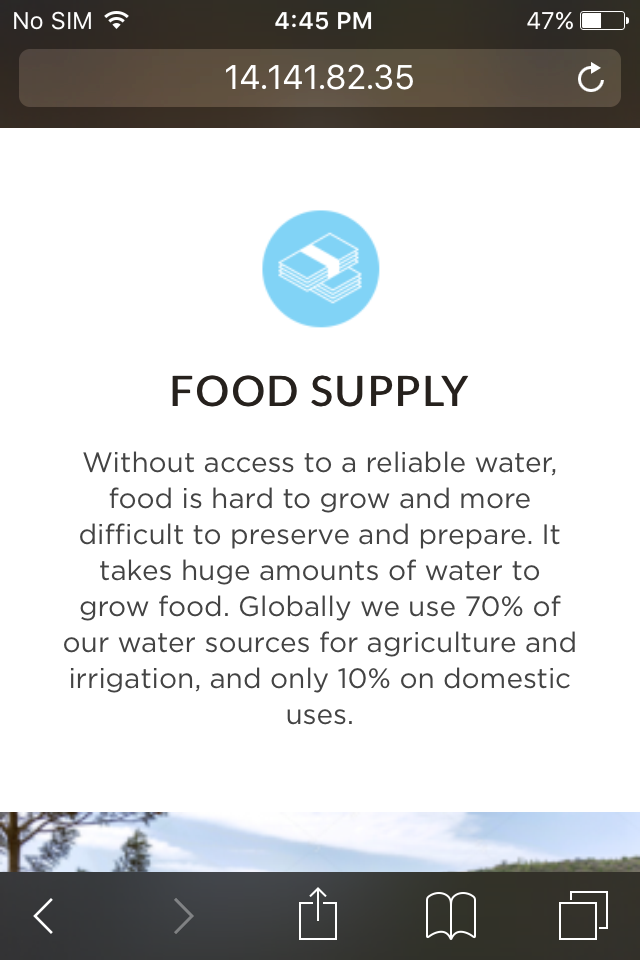 No SIM 4:45 PM 47%
14.141.82.35
FOOD SUPPLY
Without access to a reliable water,
food is hard to grow and more
difficult to preserve and prepare. It
takes huge amounts of water to
grow food. Globally we use 70% of
our water sources for agriculture and
irrigation, and only 10% on domestic
uses.